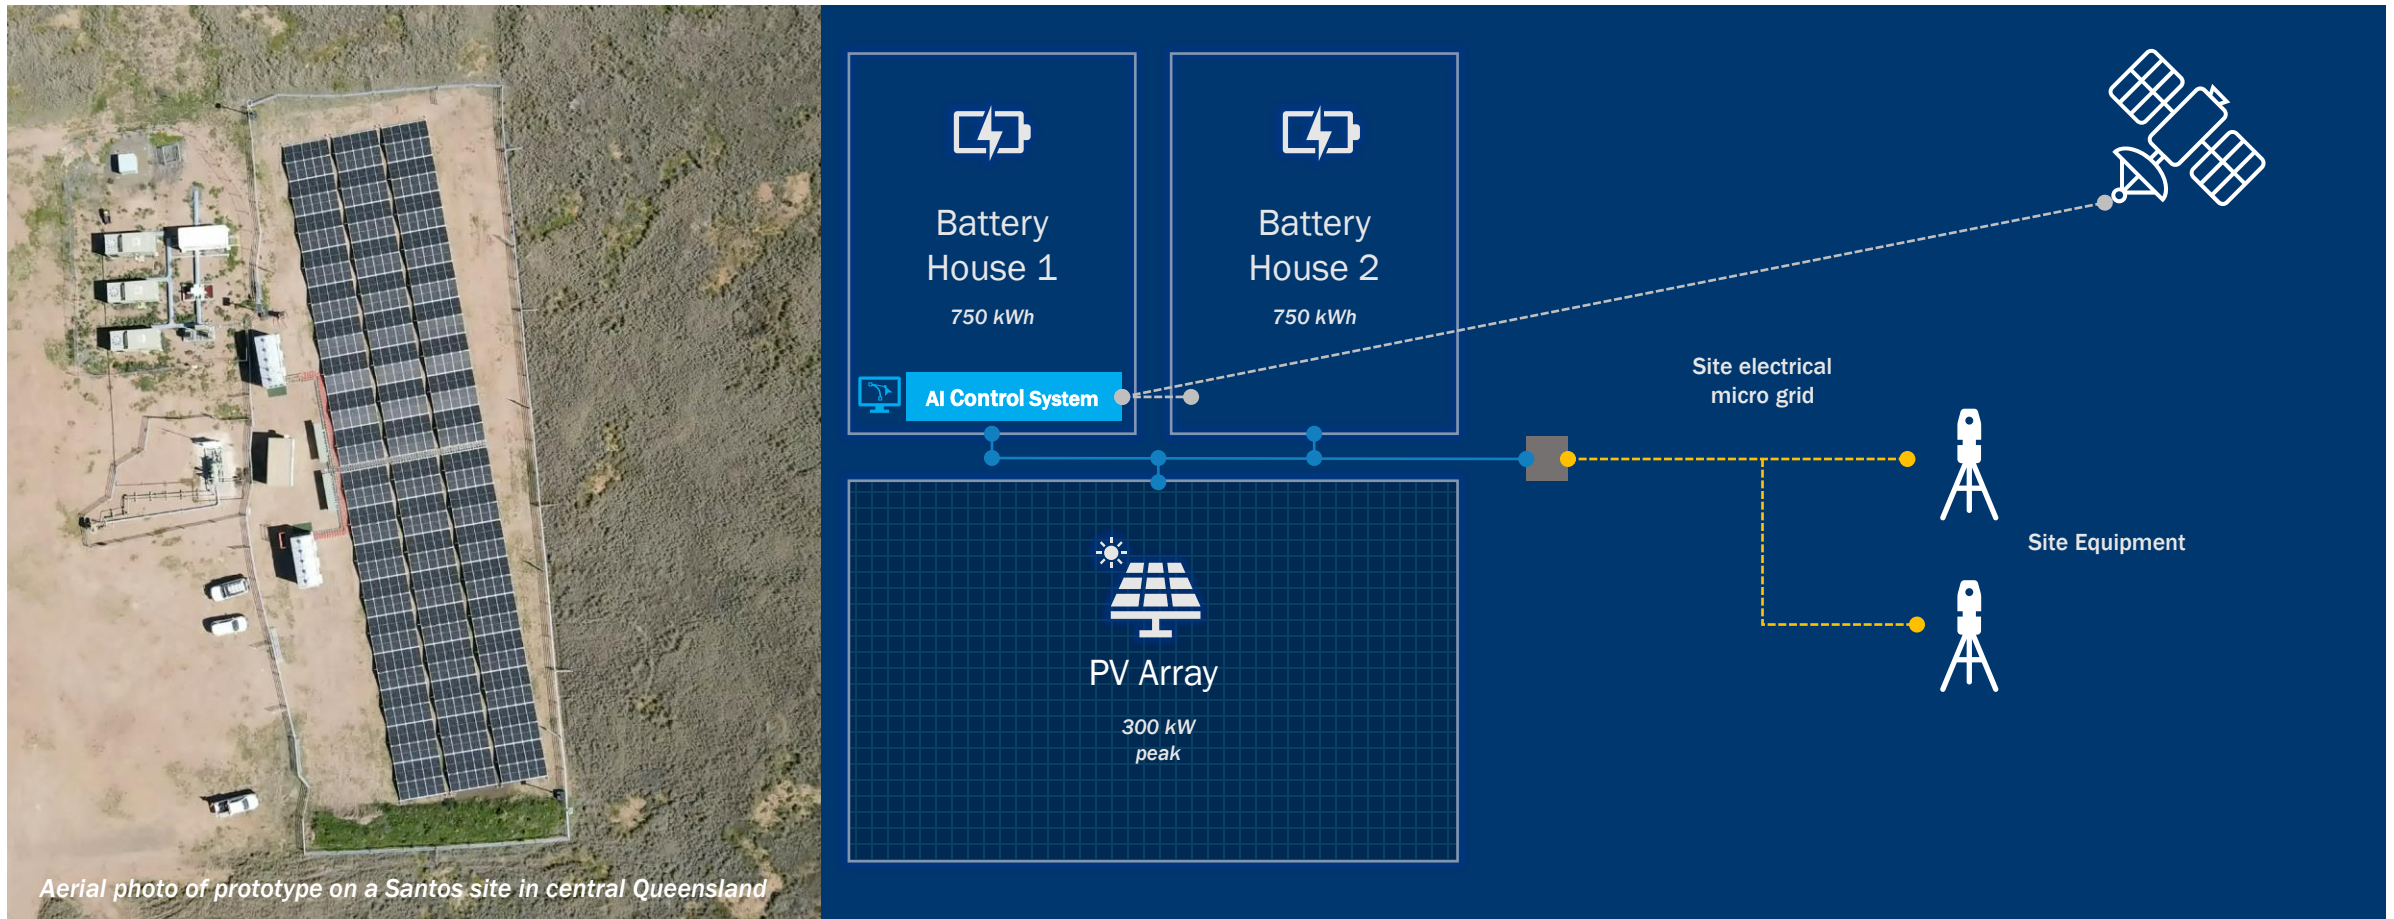 Battery
House 1
750 kWh
AI Control System
Battery
House 2
750 kWh
Site electrical
micro grid
Site Equipment
PV Array
300 kW
peak
Aerial photo of prototype on a Santos site in central Queensland